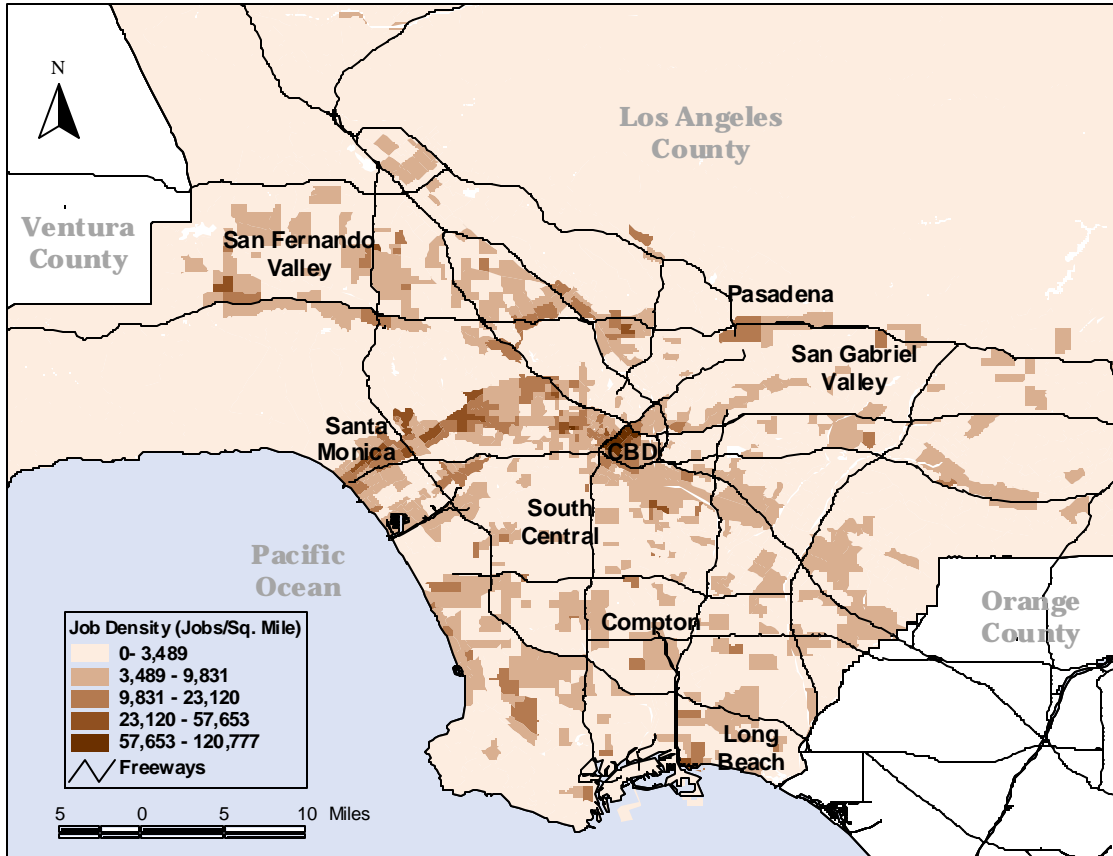 N
Los Angeles
County
Ventura
County
San Fernando
Valley
Pasadena
San Gabriel
Valley
Santa
Monica
CBD
South
Central
Pacific
Ocean
Orange
County
Compton
Long
Beach
Job Density (Jobs/Sq. Mile)
0- 3,489
3,489 - 9,831
9,831 - 23,120
23,120 - 57,653
57,653 - 120,777
Freeways
5 0 5 10 Miles